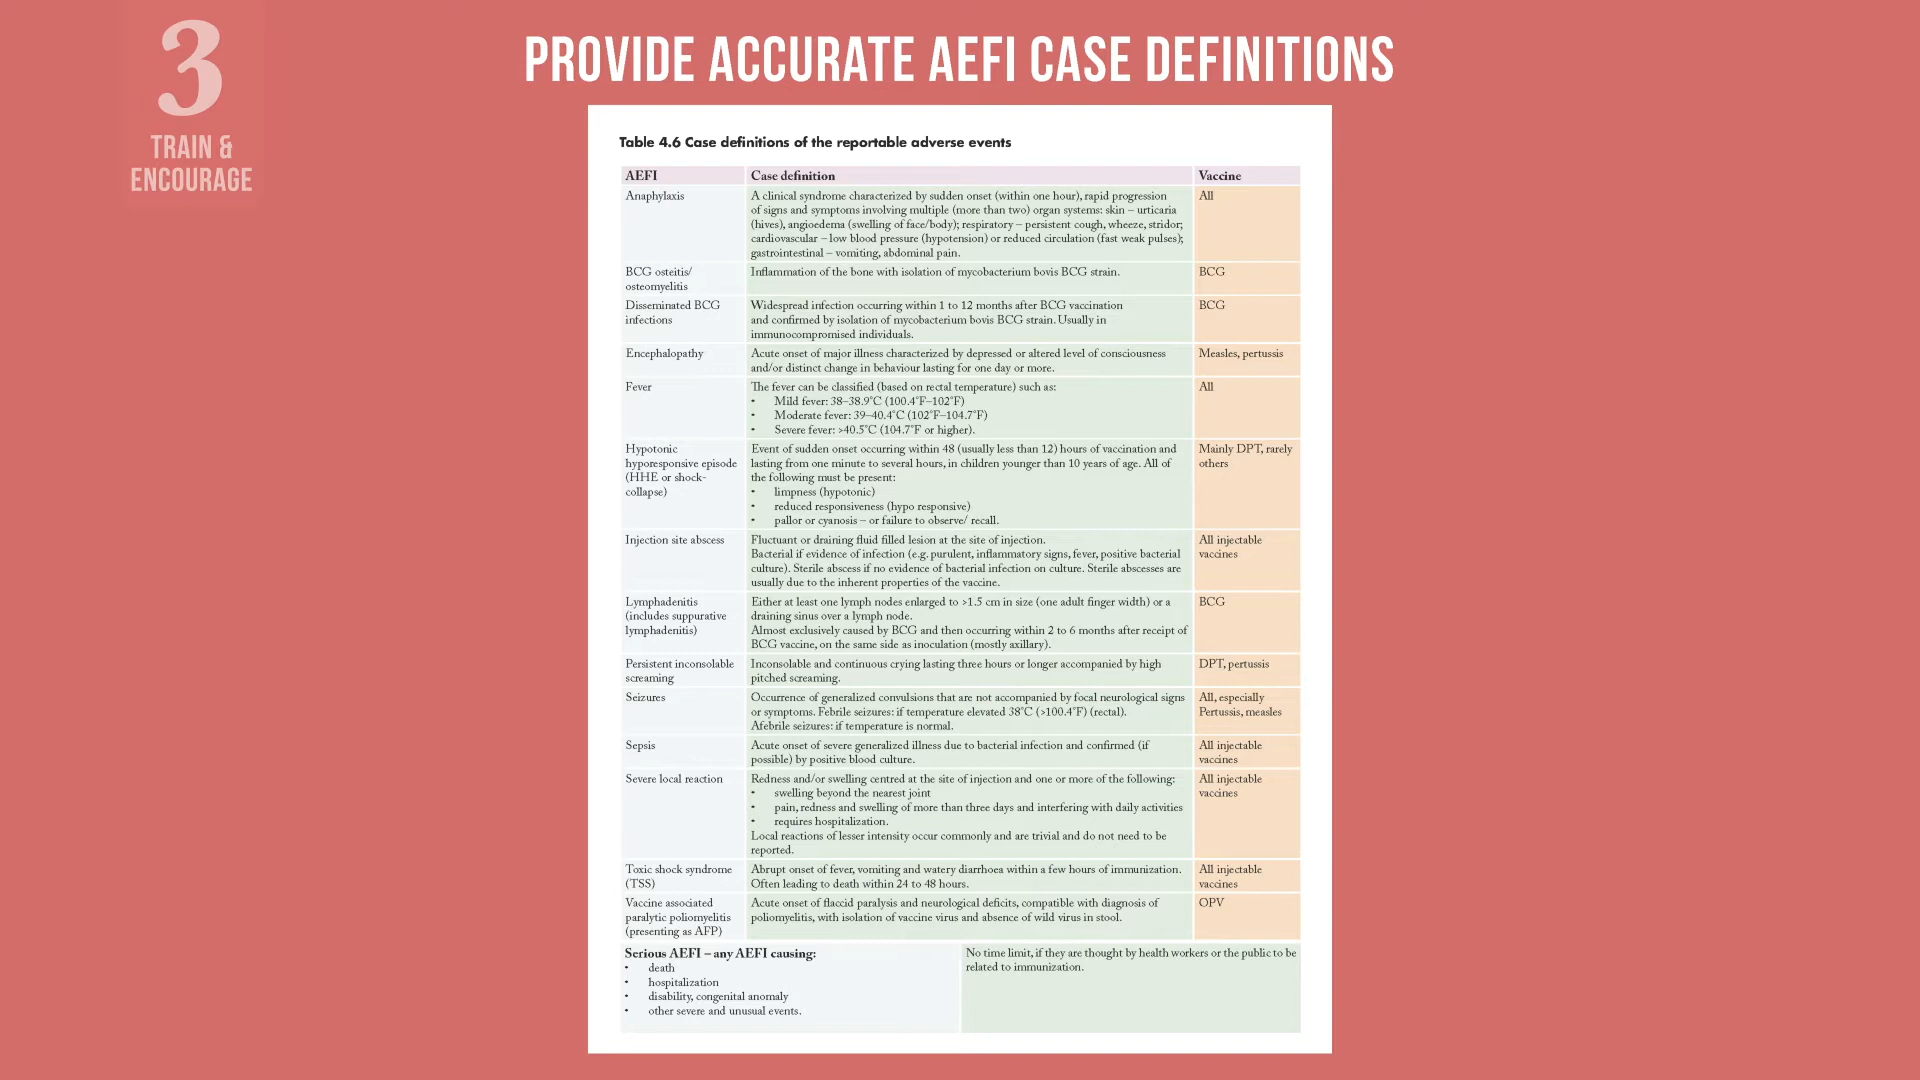 3
TRAIN &
ENCOURAGE
PROVIDE ACCURATE AEFI CASE DEFINITIONS
Table 4.6 Case definitions of the reportable adverse events
AEFI Case definition Vaccine
Anaphylaxis A clinical syndrome characterized by sudden onset (within one hour), rapid progression All
of signs and symptoms involving multiple (more than two) organ systems: skin – urticaria
(hives), angioedema (swelling of face/body); respiratory – persistent cough, wheeze, stridor;
cardiovascular – low blood pressure (hypotension) or reduced circulation (fast weak pulses);
gastrointestinal – vomiting, abdominal pain.
BCG osteitis/ Inflammation of the bone with isolation of mycobacterium bovis BCG strain. BCG
osteomyelitis
Disseminated BCG Widespread infection occurring within 1 to 12 months after BCG vaccination BCG
infections and confirmed by isolation of mycobacterium bovis BCG strain. Usually in
immunocompromised individuals.
Encephalopathy Acute onset of major illness characterized by depressed or altered level of consciousness Measles, pertussis
and/or distinct change in behaviour lasting for one day or more.
Fever The fever can be classified (based on rectal temperature) such as: All
• Mild fever: 38–38.9°C (100.4°F–102°F)
• Moderate fever: 39–40.4°C (102°F–104.7°F)
• Severe fever: >40.5°C (104.7°F or higher).
Hypotonic Event of sudden onset occurring within 48 (usually less than 12) hours of vaccination and Mainly DPT, rarely
hyporesponsive episode lasting from one minute to several hours, in children younger than 10 years of age. All of others
(HHE or shock- the following must be present:
collapse) • limpness (hypotonic)
• reduced responsiveness (hypo responsive)
• pallor or cyanosis – or failure to observe/ recall.
Injection site abscess Fluctuant or draining fluid filled lesion at the site of injection. All injectable
Bacterial if evidence of infection (e.g. purulent, inflammatory signs, fever, positive bacterial vaccines
culture). Sterile abscess if no evidence of bacterial infection on culture. Sterile abscesses are
usually due to the inherent properties of the vaccine.
Lymphadenitis Either at least one lymph nodes enlarged to >1.5 cm in size (one adult finger width) or a BCG
(includes suppurative draining sinus over a lymph node.
lymphadenitis) Almost exclusively caused by BCG and then occurring within 2 to 6 months after receipt of
BCG vaccine, on the same side as inoculation (mostly axillary).
Persistent inconsolable Inconsolable and continuous crying lasting three hours or longer accompanied by high DPT, pertussis
screaming pitched screaming.
Seizures Occurrence of generalized convulsions that are not accompanied by focal neurological signs All, especially
or symptoms. Febrile seizures: if temperature elevated 38°C (>100.4°F) (rectal). Pertussis, measles
Afebrile seizures: if temperature is normal.
Sepsis Acute onset of severe generalized illness due to bacterial infection and confirmed (if All injectable
possible) by positive blood culture. vaccines
Severe local reaction Redness and/or swelling centred at the site of injection and one or more of the following: All injectable
• swelling beyond the nearest joint vaccines
• pain, redness and swelling of more than three days and interfering with daily activities
• requires hospitalization.
Local reactions of lesser intensity occur commonly and are trivial and do not need to be
reported.
Toxic shock syndrome Abrupt onset of fever, vomiting and watery diarrhoea within a few hours of immunization. All injectable
(TSS) Often leading to death within 24 to 48 hours. vaccines
Vaccine associated Acute onset of flaccid paralysis and neurological deficits, compatible with diagnosis of OPV
paralytic poliomyelitis poliomyelitis, with isolation of vaccine virus and absence of wild virus in stool.
(presenting as AFP)
Serious AEFI – any AEFI causing: No time limit, if they are thought by health workers or the public to be
• death related to immunization.
• hospitalization
• disability, congenital anomaly
• other severe and unusual events.